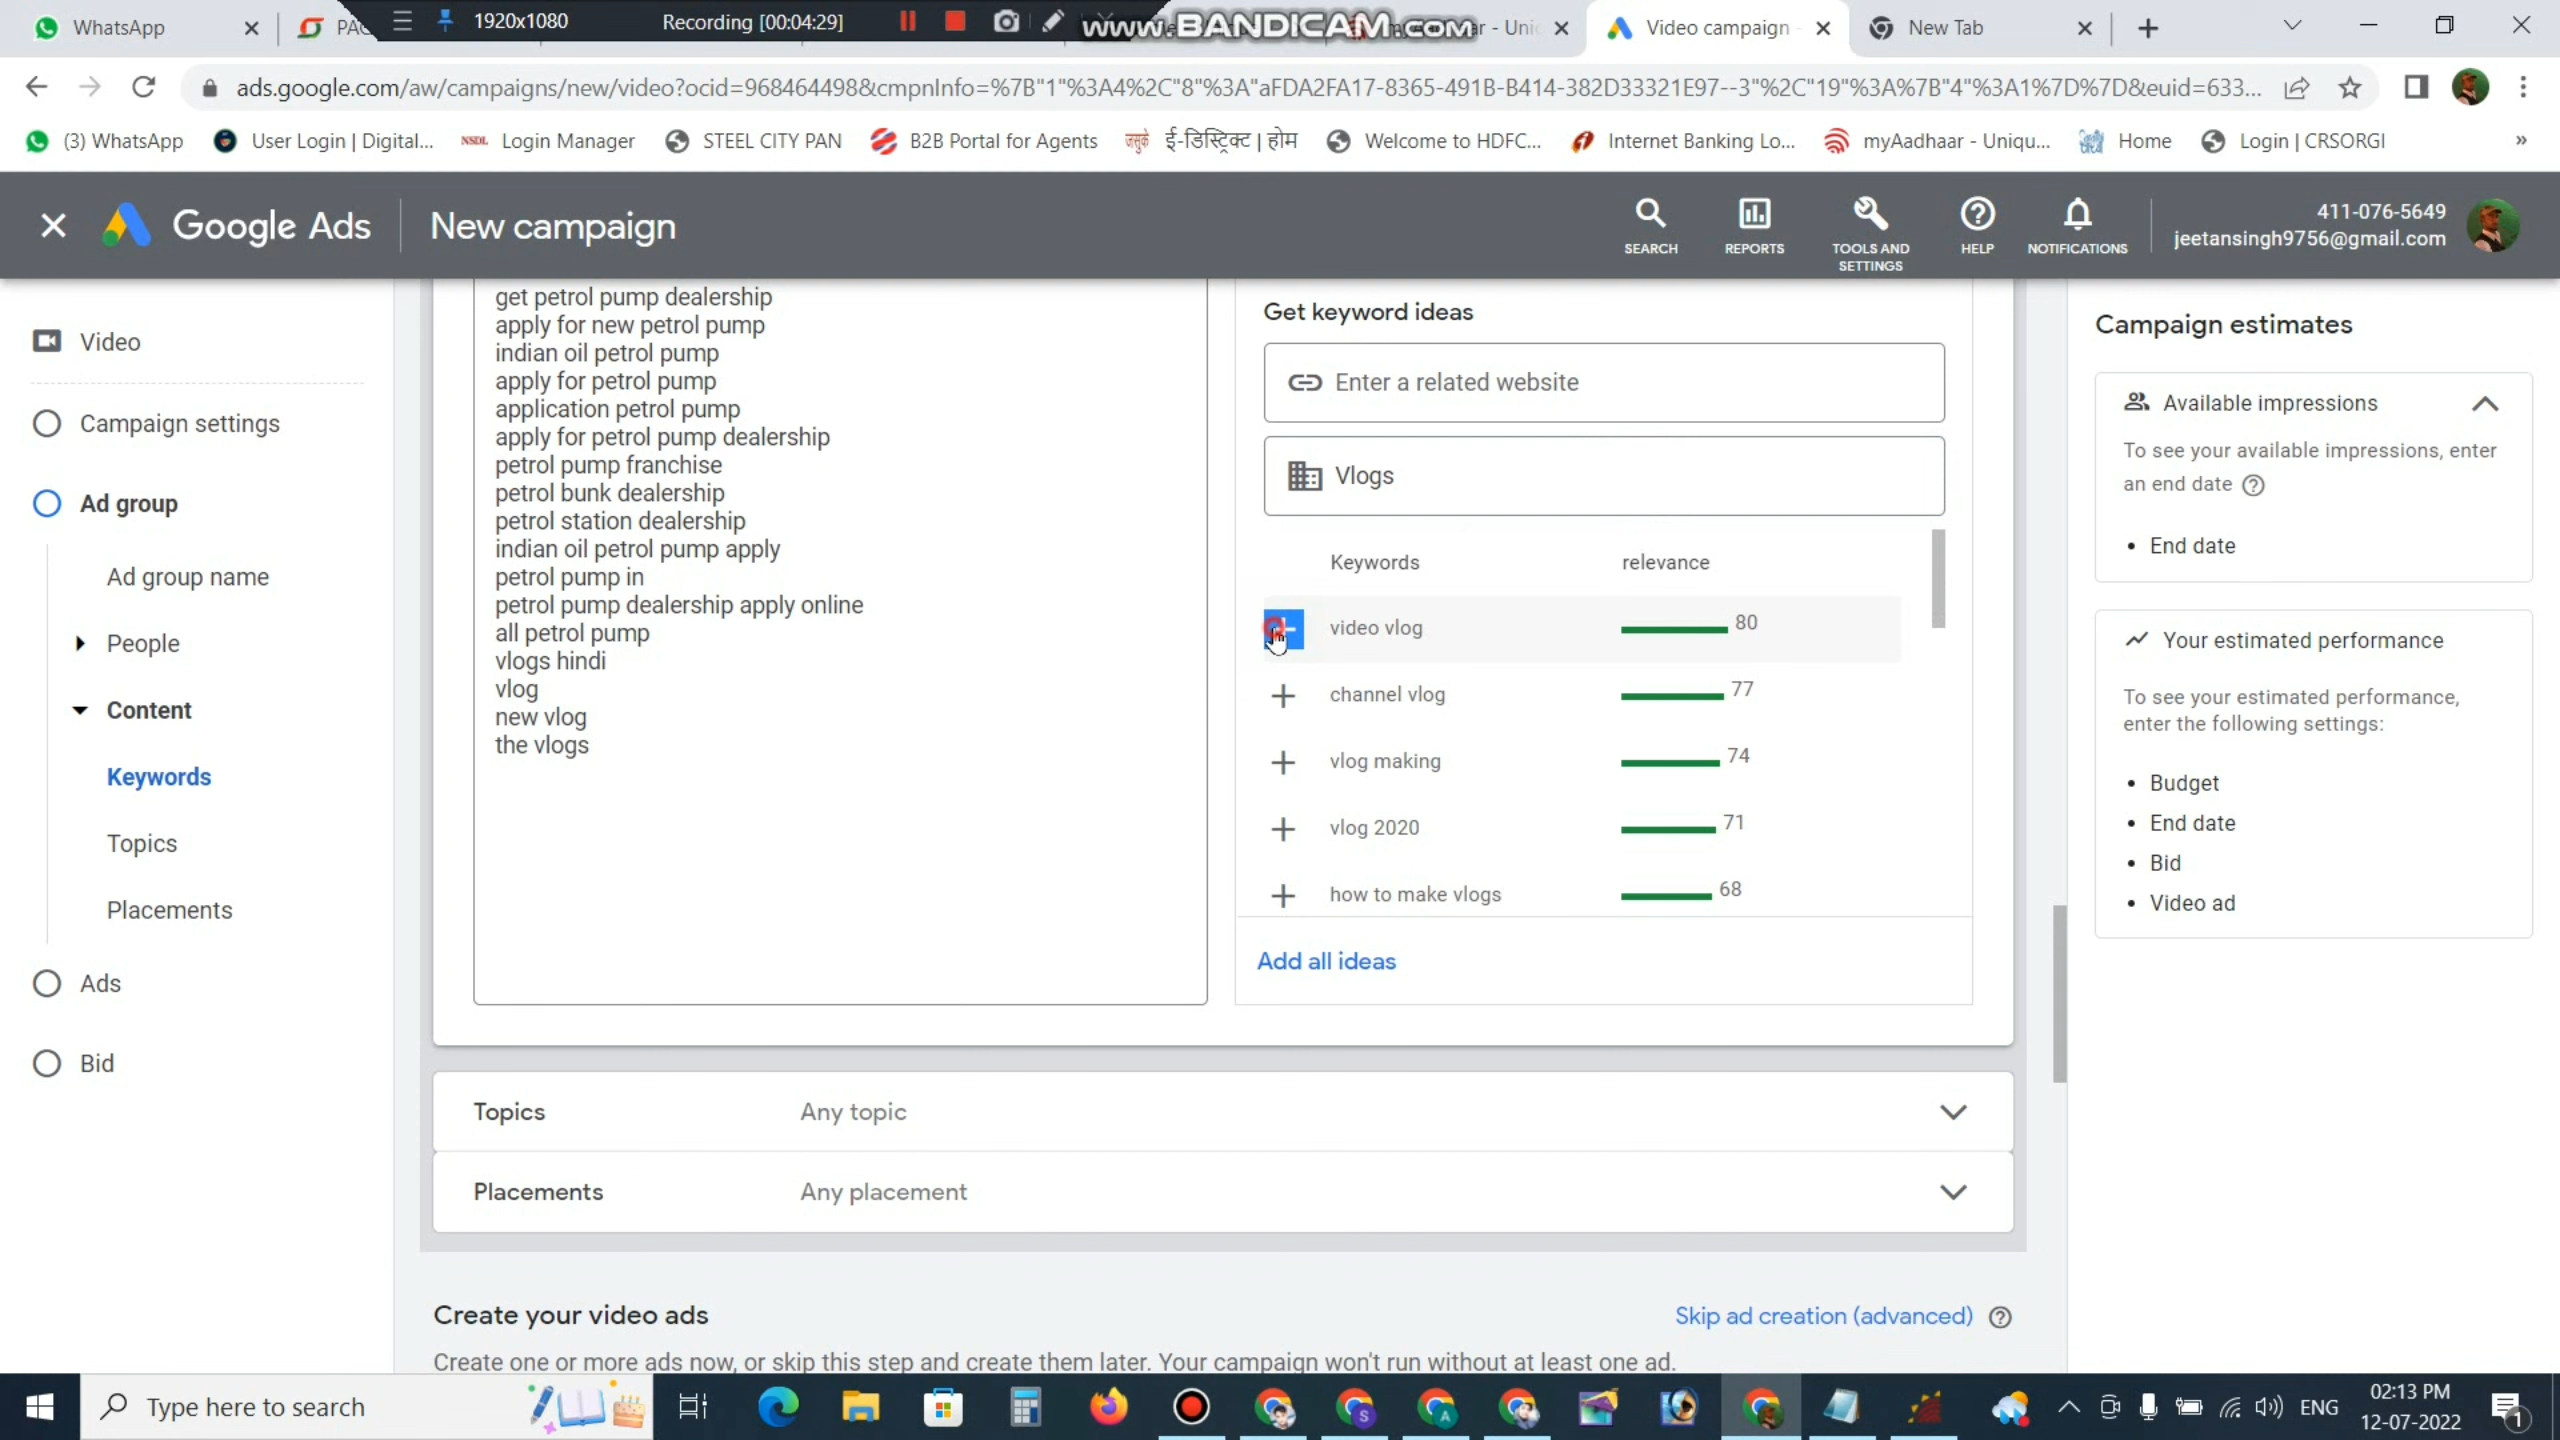 WhatsApp
PA
1920x1080
Recording [00:04:29]
www.BANDICAM.com
ar - Uni
Video campaign
New Tab
ads.google.com/aw/campaigns/new/video?ocid=968464498&cmpnInfo=%7B"1"%3A4%2C"8"%3A"aFDA2FA17-8365-491B-B414-382D33321E97--3"%2C"19"%3A%7B"4"%3A1%7D%7D&euid=633...
(3) WhatsApp
User Login | Digital...
NSDL Login Manager
STEEL CITY PAN
B2B Portal for Agents
ई-डिस्ट्रिक्ट | होम
Welcome to HDFC...
Internet Banking Lo...
myAadhaar - Uniqu...
Home
Login | CRSORGI
»
Google Ads
New campaign
SEARCH
REPORTS
TOOLS AND
SETTINGS
HELP
NOTIFICATIONS
411-076-5649
jeetansingh9756@gmail.com
Video
Campaign settings
Ad group
Ad group name
People
Content
Keywords
Topics
Placements
Ads
Bid
get petrol pump dealership
apply for new petrol pump
indian oil petrol pump
apply for petrol pump
application petrol pump
apply for petrol pump dealership
petrol pump franchise
petrol bunk dealership
petrol station dealership
indian oil petrol pump apply
petrol pump in
petrol pump dealership apply online
all petrol pump
vlogs hindi
vlog
new vlog
the vlogs
Get keyword ideas
Enter a related website
Vlogs
Keywords relevance
video vlog 80
channel vlog 77
vlog making 74
vlog 2020 71
how to make vlogs 68
Add all ideas
Topics Any topic
Placements Any placement
Create your video ads
Skip ad creation (advanced)
Create one or more ads now, or skip this step and create them later. Your campaign won't run without at least one ad.
Campaign estimates
Available impressions
To see your available impressions, enter
an end date
• End date
Your estimated performance
To see your estimated performance,
enter the following settings:
• Budget
• End date
• Bid
• Video ad
Type here to search
S
A
ENG
02:13 PM
12-07-2022
1